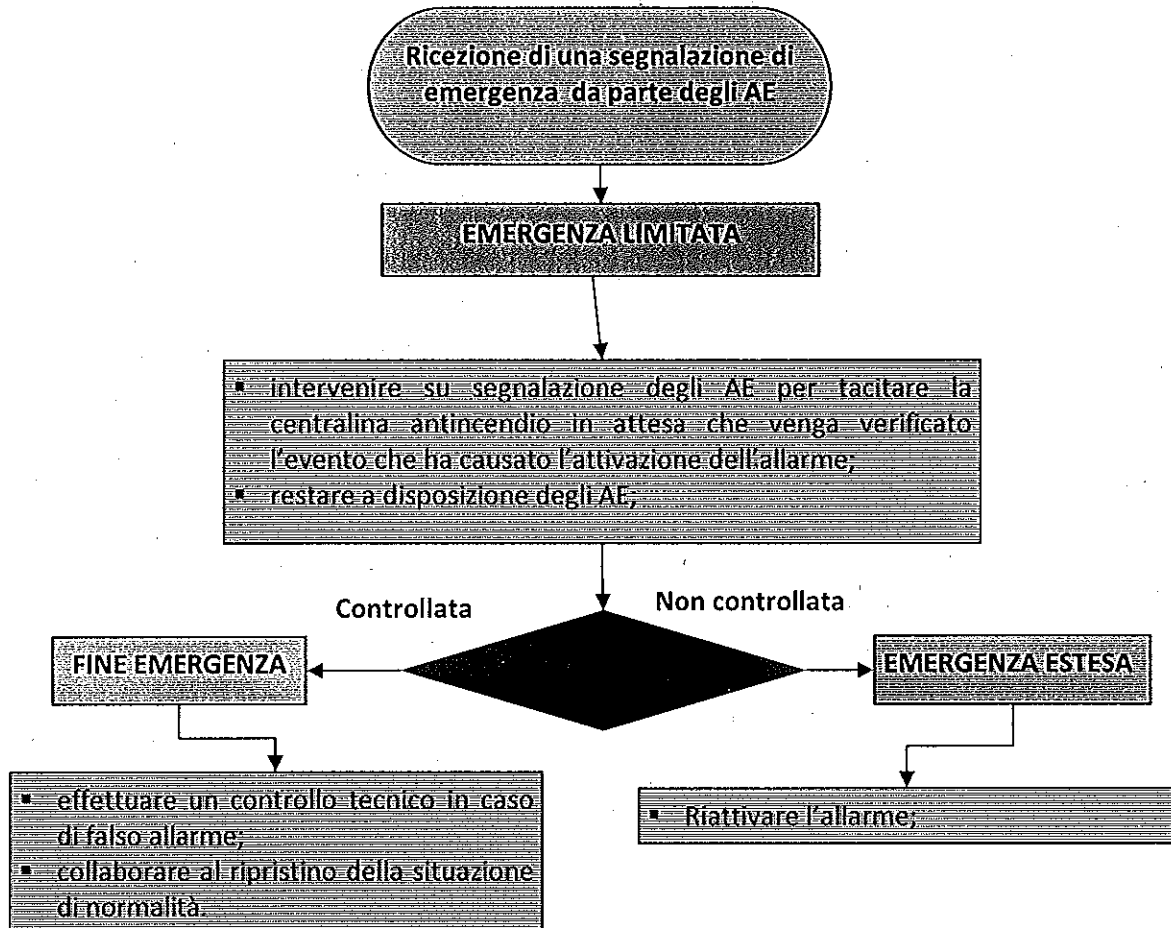 Ricezione di una segnalazione di
emergenza da parte degli AE
EMERGENZA LIMITATA
▪ intervenire su segnalazione degli AE per tacitare la
centralina antincendio in attesa che venga verificato
l'evento che ha causato l'attivazione dell'allarme;
▪ restare a disposizione degli AE;
Controllata
Non controllata
FINE EMERGENZA
EMERGENZA ESTESA
▪ effettuare un controllo tecnico in caso
di falso allarme;
▪ collaborare al ripristino della situazione
di normalità.
▪ Riattivare l'allarme;